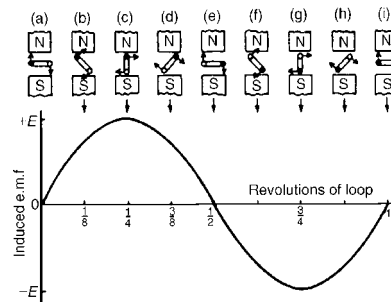 (a) (b) (c) (d) (e) (f) (g) (h) (i)
N N N N N N N N N
S S S S S S S S S
+E
Induced e.m.f
0
Revolutions of loop
1/8 1/4 3/8 1/2 3/4 1
−E